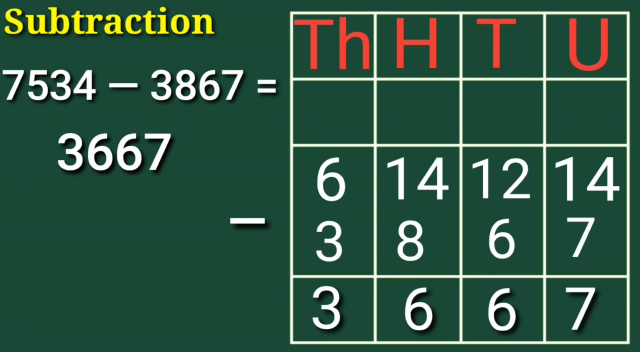 Subtraction
7534 – 3867 =
3667
Th H T U
6 14 12 14
– 3 8 6 7
3 6 6 7